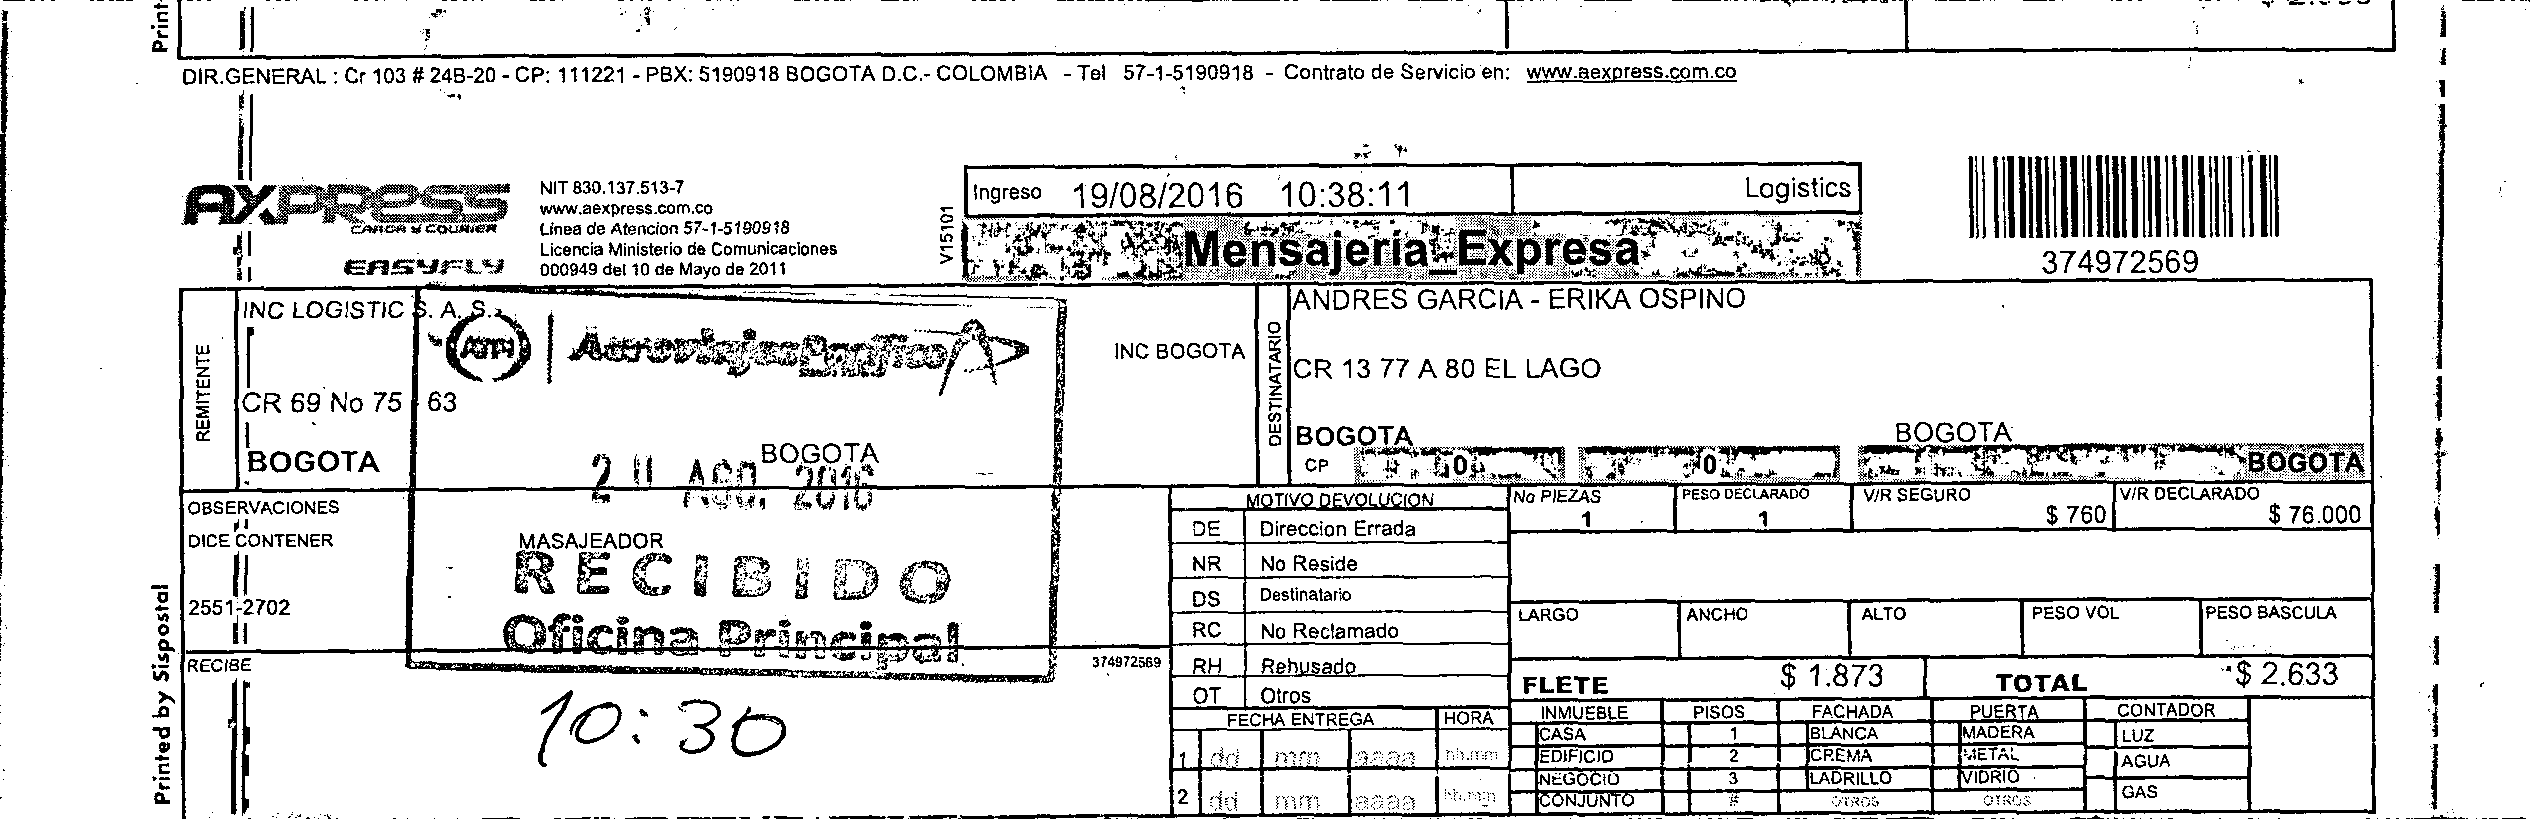 DIR.GENERAL : Cr 103 # 24B-20 - CP: 111221 - PBX: 5190918 BOGOTA D.C.- COLOMBIA - Tel 57-1-5190918 - Contrato de Servicio en: www.aexpress.com.co
AXPRESS
CARGA Y COURIER
EASYFLY
NIT 830.137.513-7
www.aexpress.com.co
Línea de Atencion 57-1-5190918
Licencia Ministerio de Comunicaciones
000949 del 10 de Mayo de 2011
V15101
Ingreso 19/08/2016 10:38:11 Logistics
Mensajería_Expresa
374972569
REMITENTE
INC LOGISTIC S. A. S.
CR 69 No 75 63
BOGOTA
BOGOTA
INC BOGOTA
Aeroviajes Pacífico
AGO. 2016
RECIBIDO
Oficina Principal
DESTINATARIO
ANDRES GARCIA - ERIKA OSPINO
CR 13 77 A 80 EL LAGO
BOGOTA BOGOTA
CP 0 0 BOGOTA
OBSERVACIONES
DICE CONTENER MASAJEADOR
2551-2702
RECIBE
374972569
10:30
MOTIVO DEVOLUCION
DE Direccion Errada
NR No Reside
DS Destinatario
RC No Reclamado
RH Rehusado
OT Otros
FECHA ENTREGA HORA
1 dd mm aaaa hh:mm
2 dd mm aaaa hh:mm
No PIEZAS PESO DECLARADO V/R SEGURO V/R DECLARADO
1 1 $ 760 $ 76.000
LARGO ANCHO ALTO PESO VOL PESO BASCULA
FLETE $ 1.873 TOTAL $ 2.633
INMUEBLE PISOS FACHADA PUERTA CONTADOR
CASA 1 BLANCA MADERA LUZ
EDIFICIO 2 CREMA METAL AGUA
NEGOCIO 3 LADRILLO VIDRIO
CONJUNTO # OTROS OTROS GAS
Printed by Sispostal